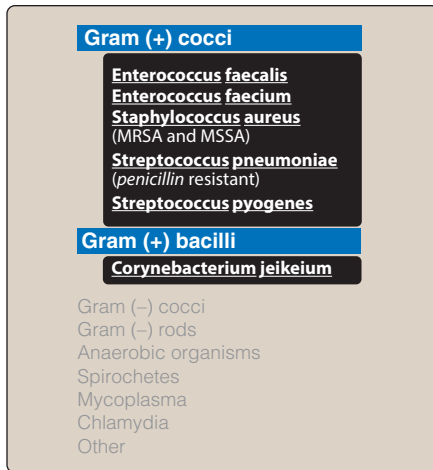 Gram (+) cocci
Enterococcus faecalis
Enterococcus faecium
Staphylococcus aureus
(MRSA and MSSA)
Streptococcus pneumoniae
(penicillin resistant)
Streptococcus pyogenes
Gram (+) bacilli
Corynebacterium jeikeium
Gram (–) cocci
Gram (–) rods
Anaerobic organisms
Spirochetes
Mycoplasma
Chlamydia
Other